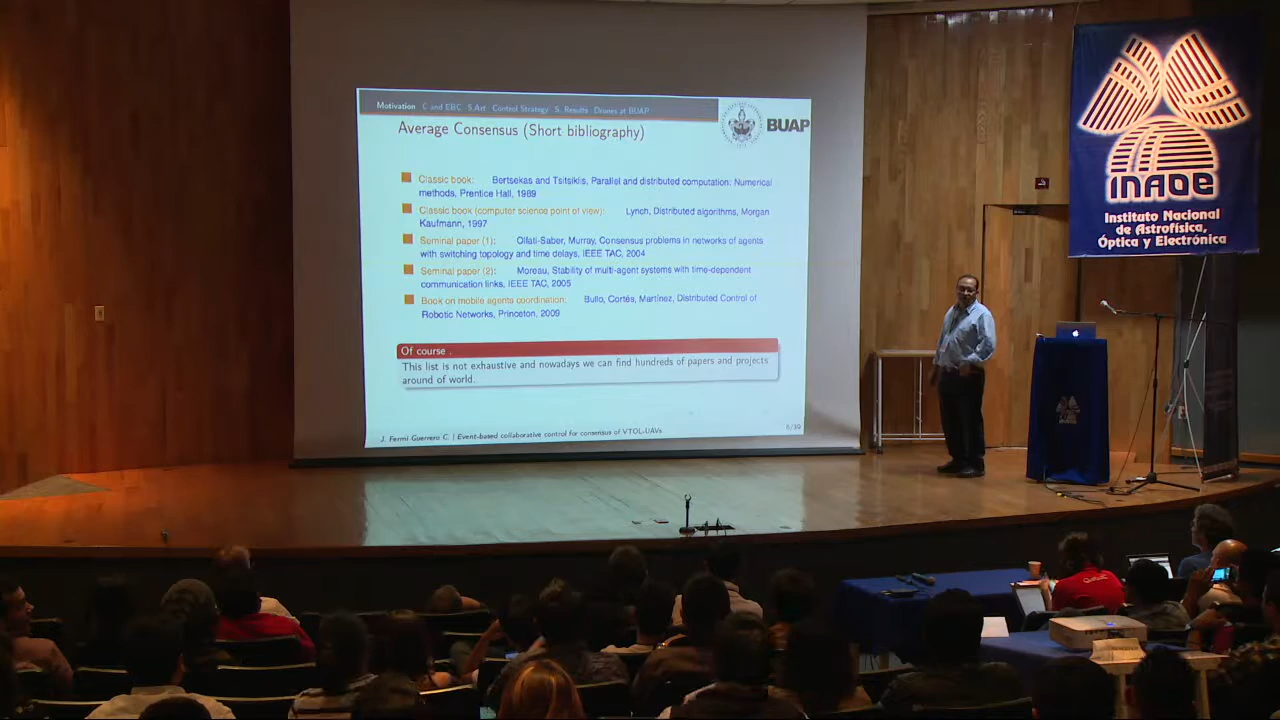 Motivation C and EBC S.Art Control Strategy S. Results Drones at BUAP
Average Consensus (Short bibliography)
BUAP
Classic book: Bertsekas and Tsitsiklis, Parallel and distributed computation: Numerical
methods, Prentice Hall, 1989
Classic book (computer science point of view): Lynch, Distributed algorithms, Morgan
Kaufmann, 1997
Seminal paper (1): Olfati-Saber, Murray, Consensus problems in networks of agents
with switching topology and time delays, IEEE TAC, 2004
Seminal paper (2): Moreau, Stability of multi-agent systems with time-dependent
communication links, IEEE TAC, 2005
Book on mobile agents coordination: Bullo, Cortés, Martínez, Distributed Control of
Robotic Networks, Princeton, 2009
Of course .
This list is not exhaustive and nowadays we can find hundreds of papers and projects
around of world.
J. Fermi Guerrero C. | Event-based collaborative control for consensus of VTOL-UAVs
6/39
INAOE
Instituto Nacional
de Astrofísica,
Óptica y Electrónica